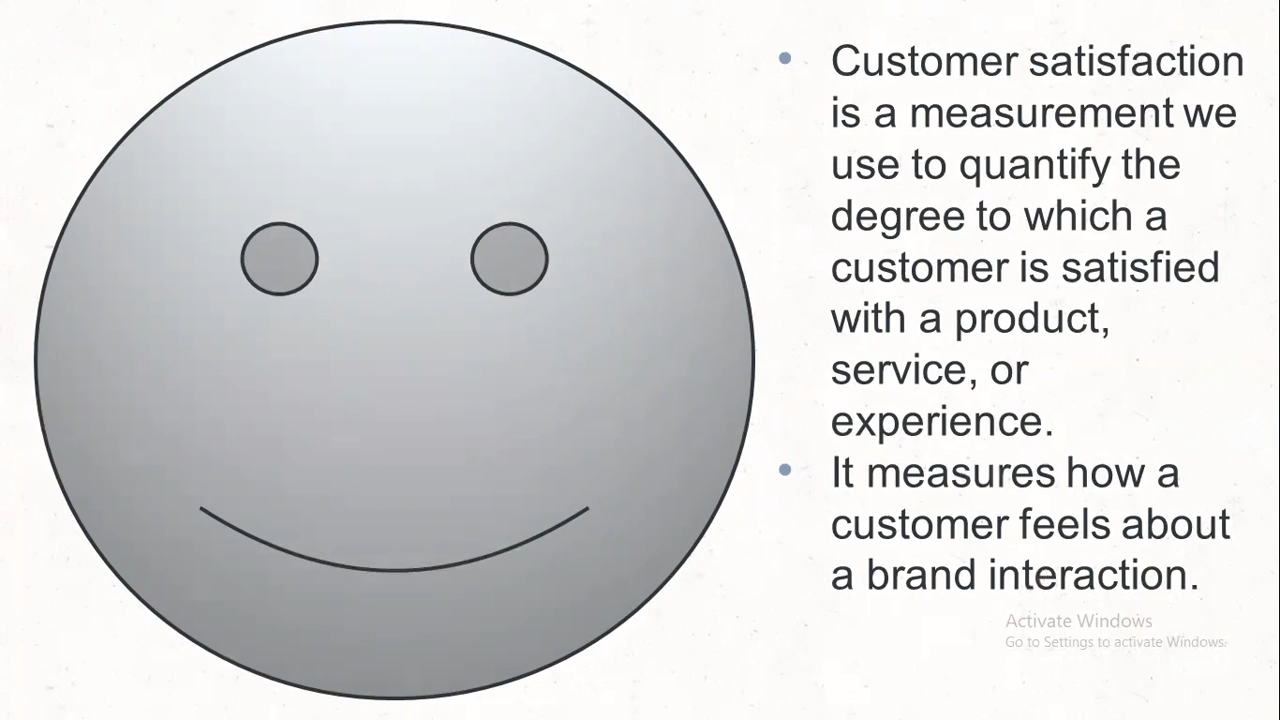 Customer satisfaction
is a measurement we
use to quantify the
degree to which a
customer is satisfied
with a product,
service, or
experience.
It measures how a
customer feels about
a brand interaction.
Activate Windows
Go to Settings to activate Windows.